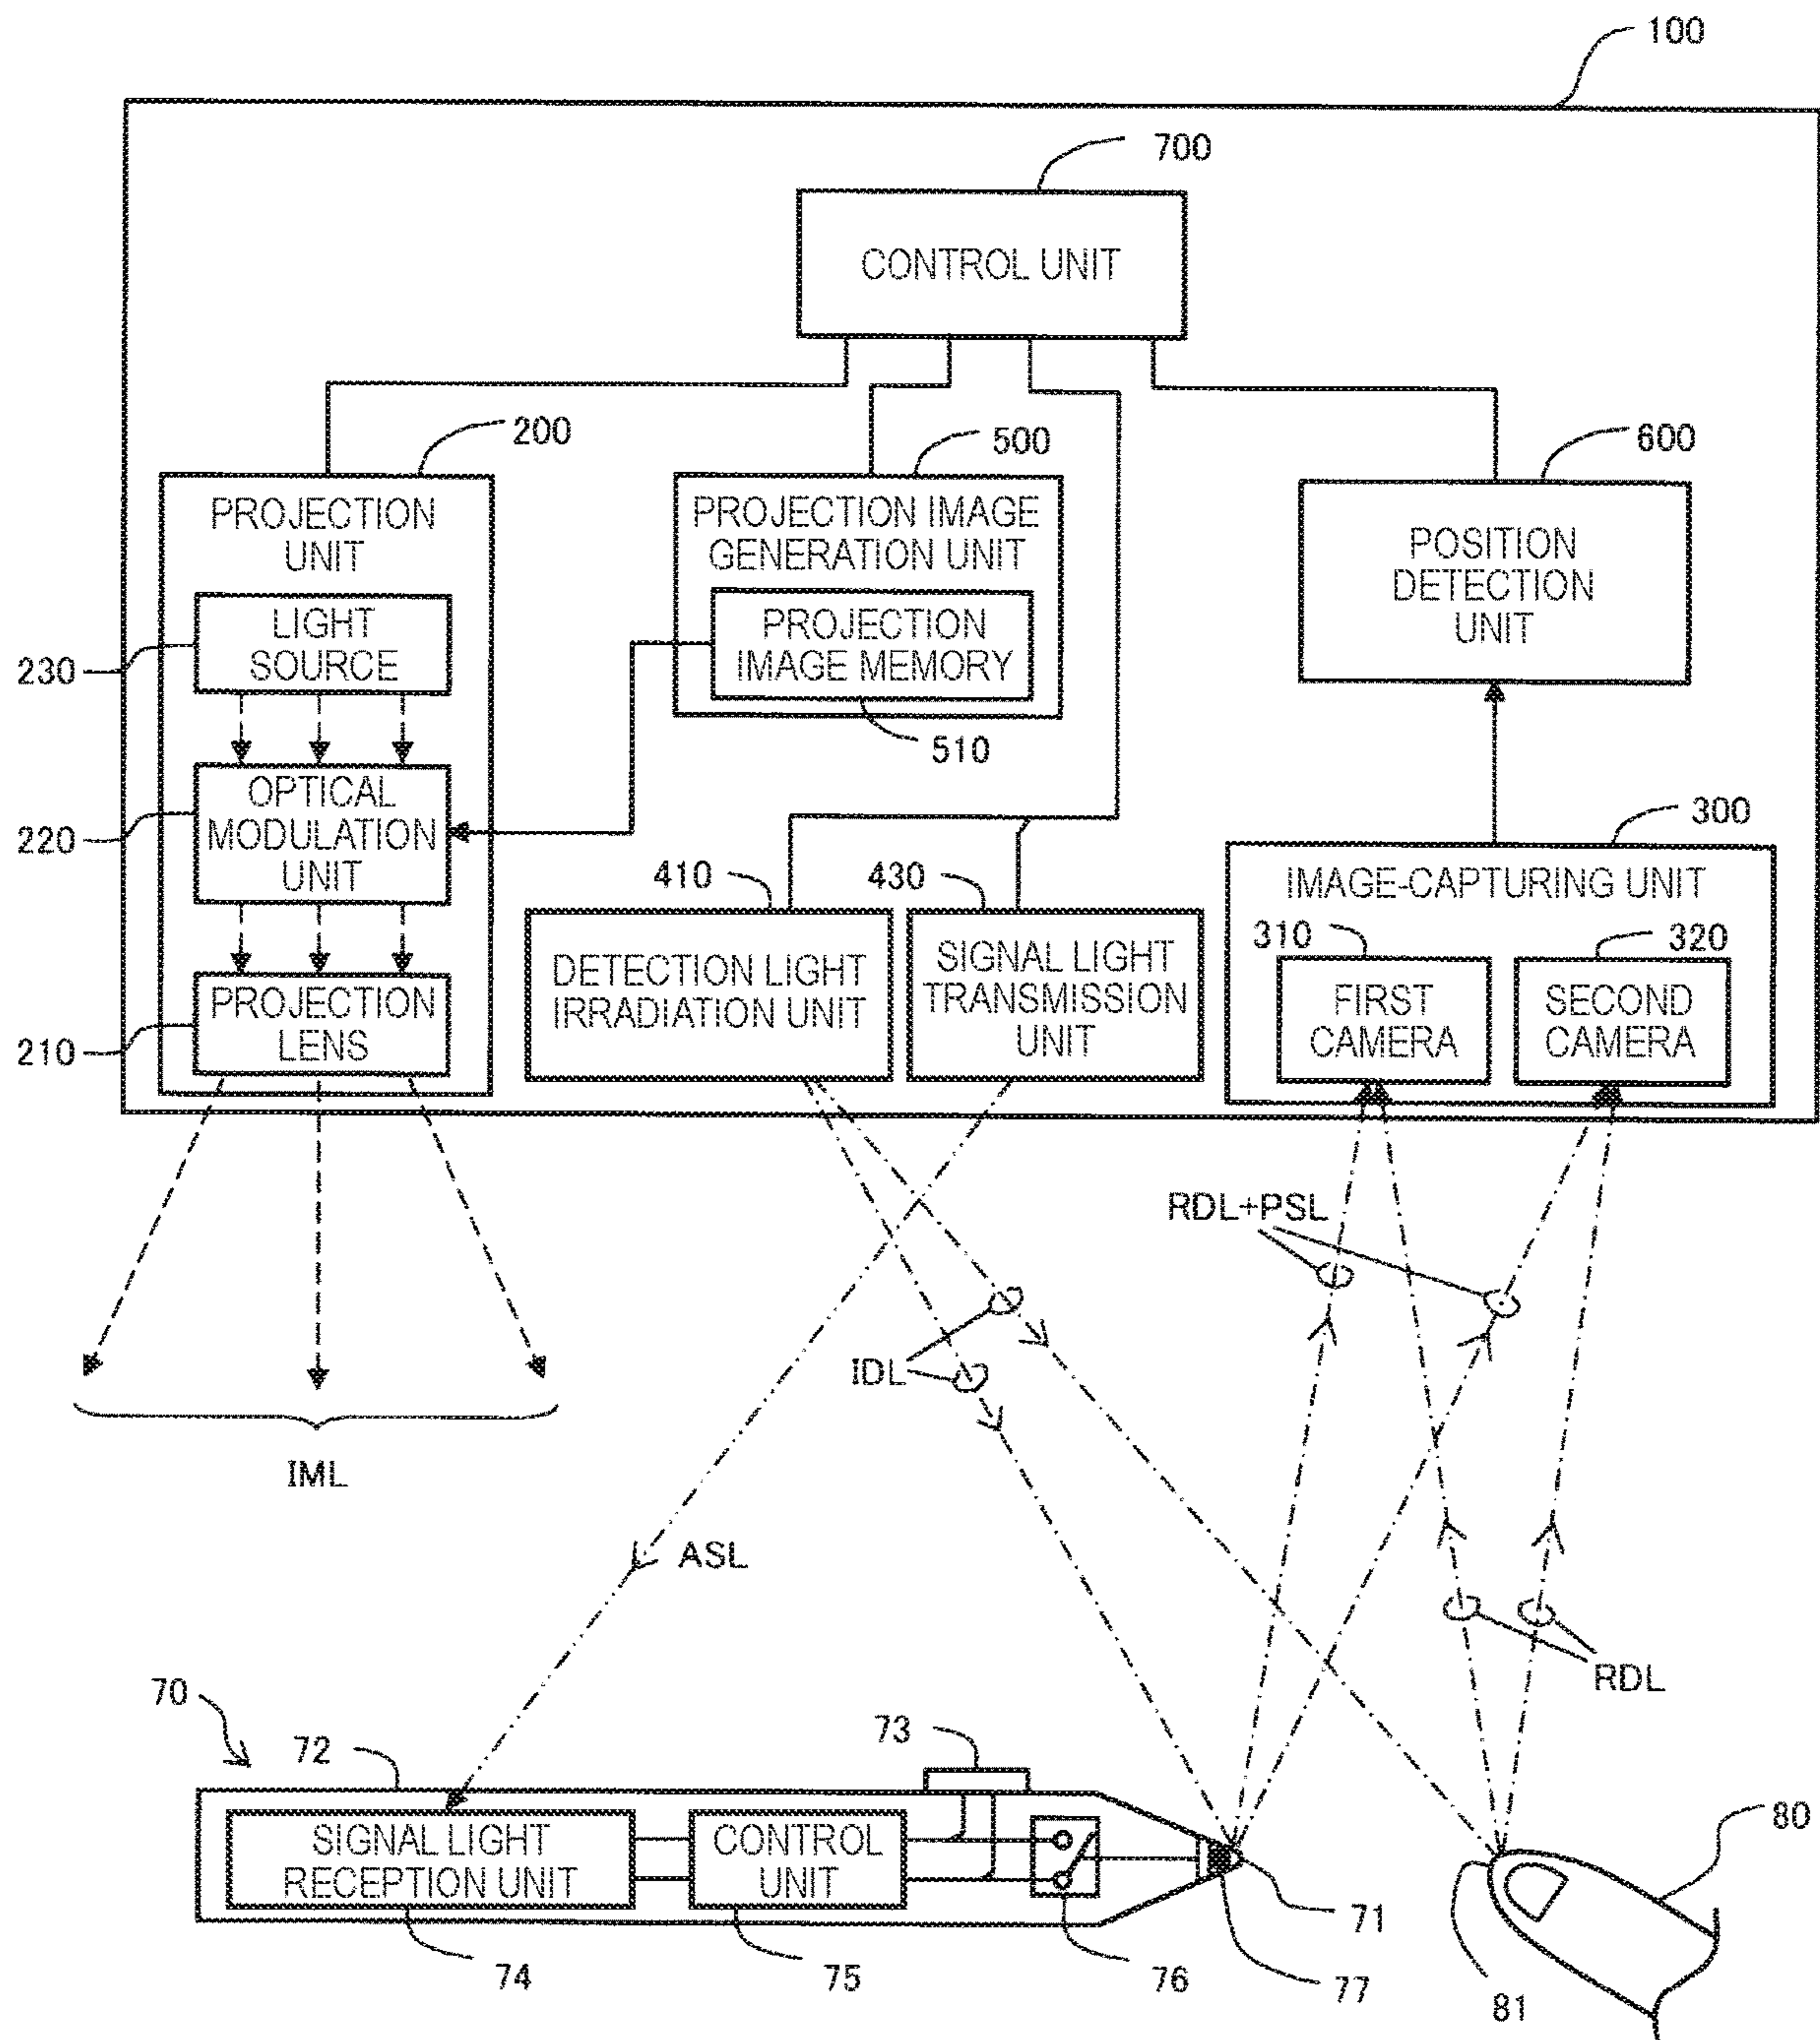 100
700
CONTROL UNIT
200
500
600
PROJECTION
UNIT
PROJECTION IMAGE
GENERATION UNIT
POSITION
DETECTION
UNIT
LIGHT
SOURCE
230
PROJECTION
IMAGE MEMORY
510
OPTICAL
MODULATION
UNIT
220
300
IMAGE-CAPTURING UNIT
410
430
310
320
DETECTION LIGHT
IRRADIATION UNIT
SIGNAL LIGHT
TRANSMISSION
UNIT
FIRST
CAMERA
SECOND
CAMERA
PROJECTION
LENS
210
RDL+PSL
IDL
IML
ASL
RDL
70
72
73
80
SIGNAL LIGHT
RECEPTION UNIT
CONTROL
UNIT
74
75
76
77
71
81